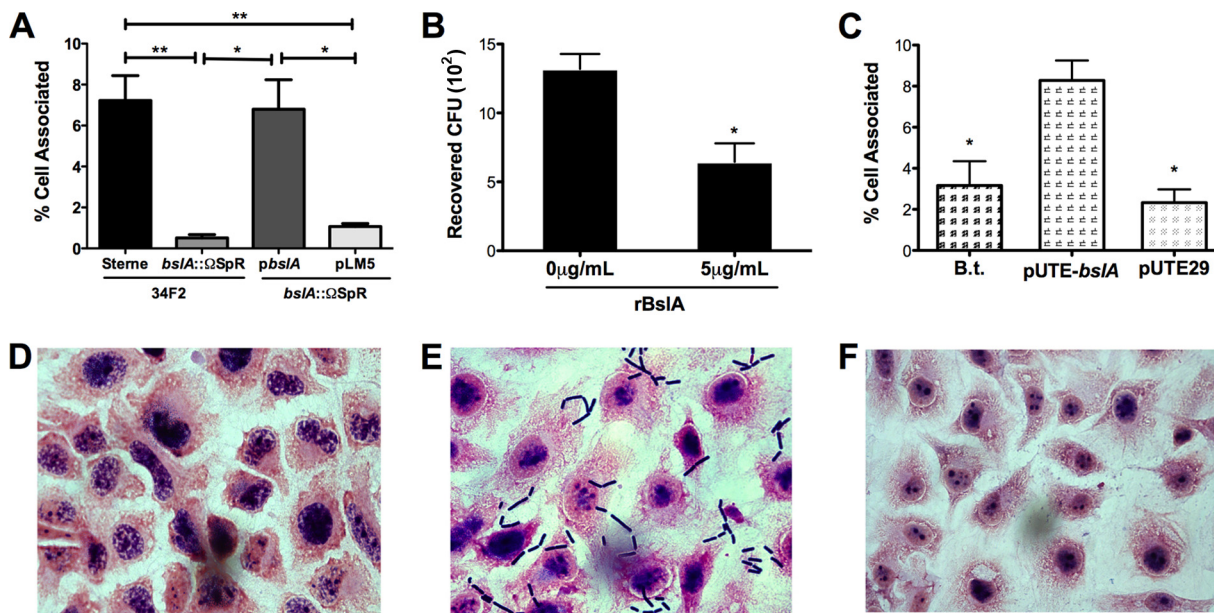 A
% Cell Associated
10
8
6
4
2
0
**
**
*
*
Sterne
bslA::ΩSpR
pbslA
pLM5
34F2
bslA::ΩSpR
B
Recovered CFU (10²)
15
10
5
0
*
0µg/mL
5µg/mL
rBslA
C
% Cell Associated
10
8
6
4
2
0
*
*
B.t.
pUTE-bslA
pUTE29
D
E
F